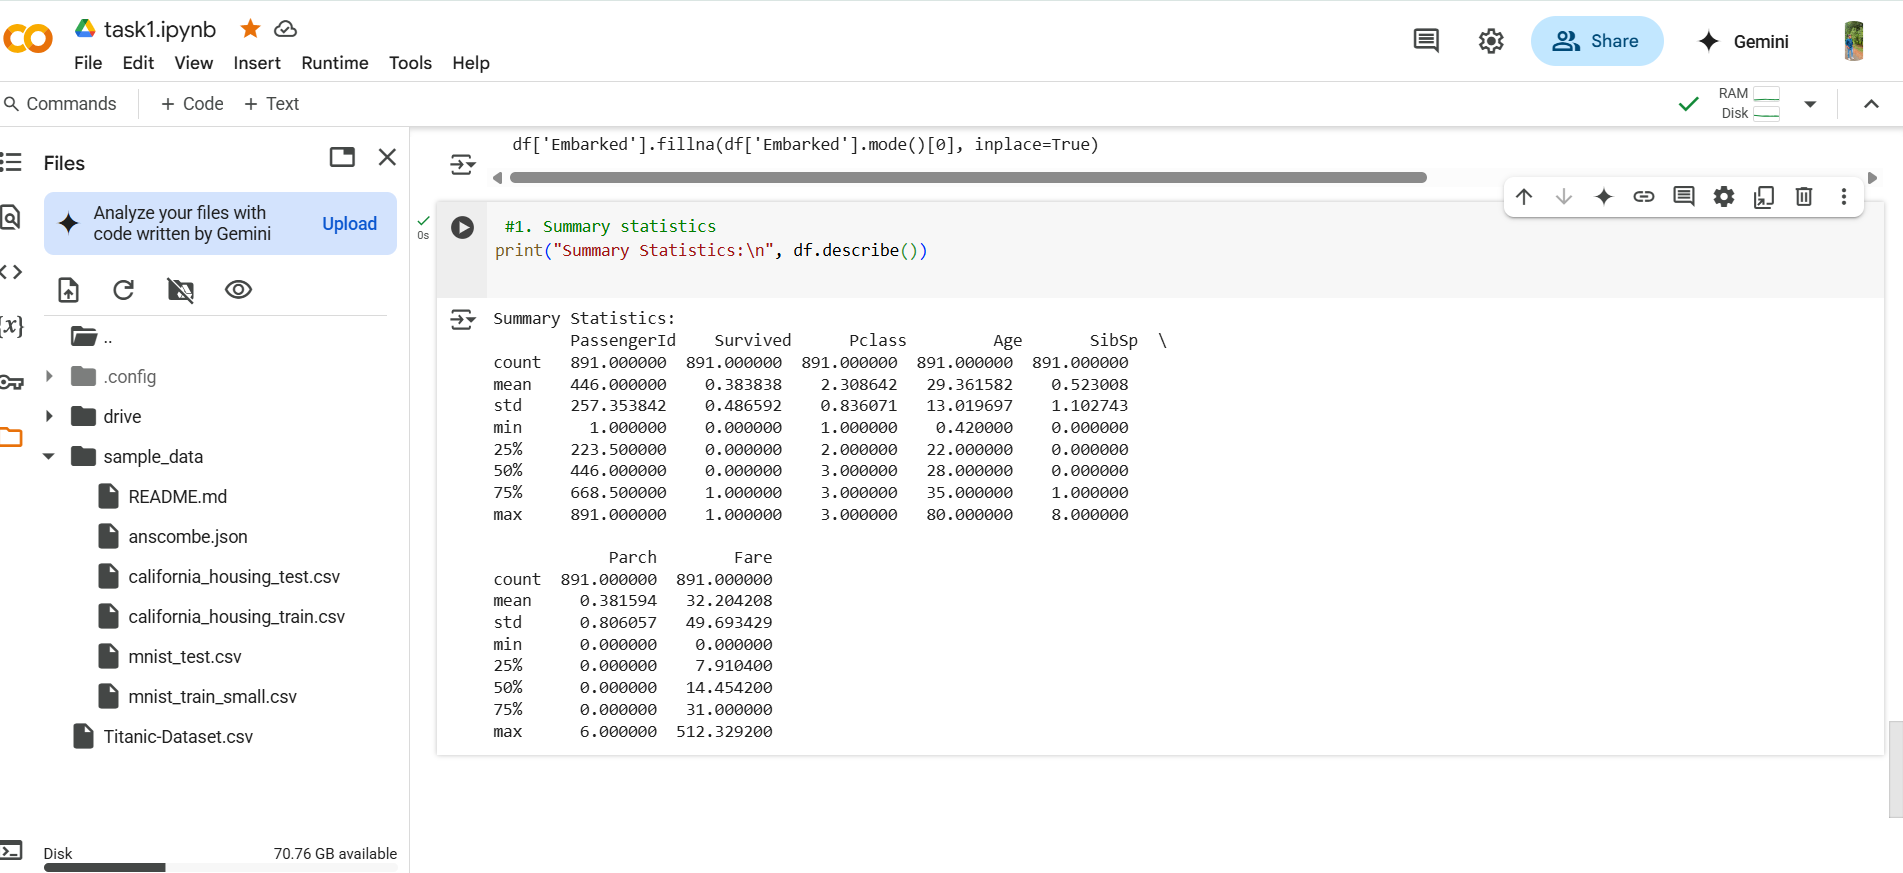 task1.ipynb
File Edit View Insert Runtime Tools Help
Share
Gemini
Commands + Code + Text
RAM
Disk
Files
Analyze your files with
code written by Gemini
Upload
{x}
..
.config
drive
sample_data
README.md
anscombe.json
california_housing_test.csv
california_housing_train.csv
mnist_test.csv
mnist_train_small.csv
Titanic-Dataset.csv
Disk 70.76 GB available
df['Embarked'].fillna(df['Embarked'].mode()[0], inplace=True)
0s
#1. Summary statistics
print("Summary Statistics:\n", df.describe())
Summary Statistics:
PassengerId Survived Pclass Age SibSp \
count 891.000000 891.000000 891.000000 891.000000 891.000000
mean 446.000000 0.383838 2.308642 29.361582 0.523008
std 257.353842 0.486592 0.836071 13.019697 1.102743
min 1.000000 0.000000 1.000000 0.420000 0.000000
25% 223.500000 0.000000 2.000000 22.000000 0.000000
50% 446.000000 0.000000 3.000000 28.000000 0.000000
75% 668.500000 1.000000 3.000000 35.000000 1.000000
max 891.000000 1.000000 3.000000 80.000000 8.000000
Parch Fare
count 891.000000 891.000000
mean 0.381594 32.204208
std 0.806057 49.693429
min 0.000000 0.000000
25% 0.000000 7.910400
50% 0.000000 14.454200
75% 0.000000 31.000000
max 6.000000 512.329200